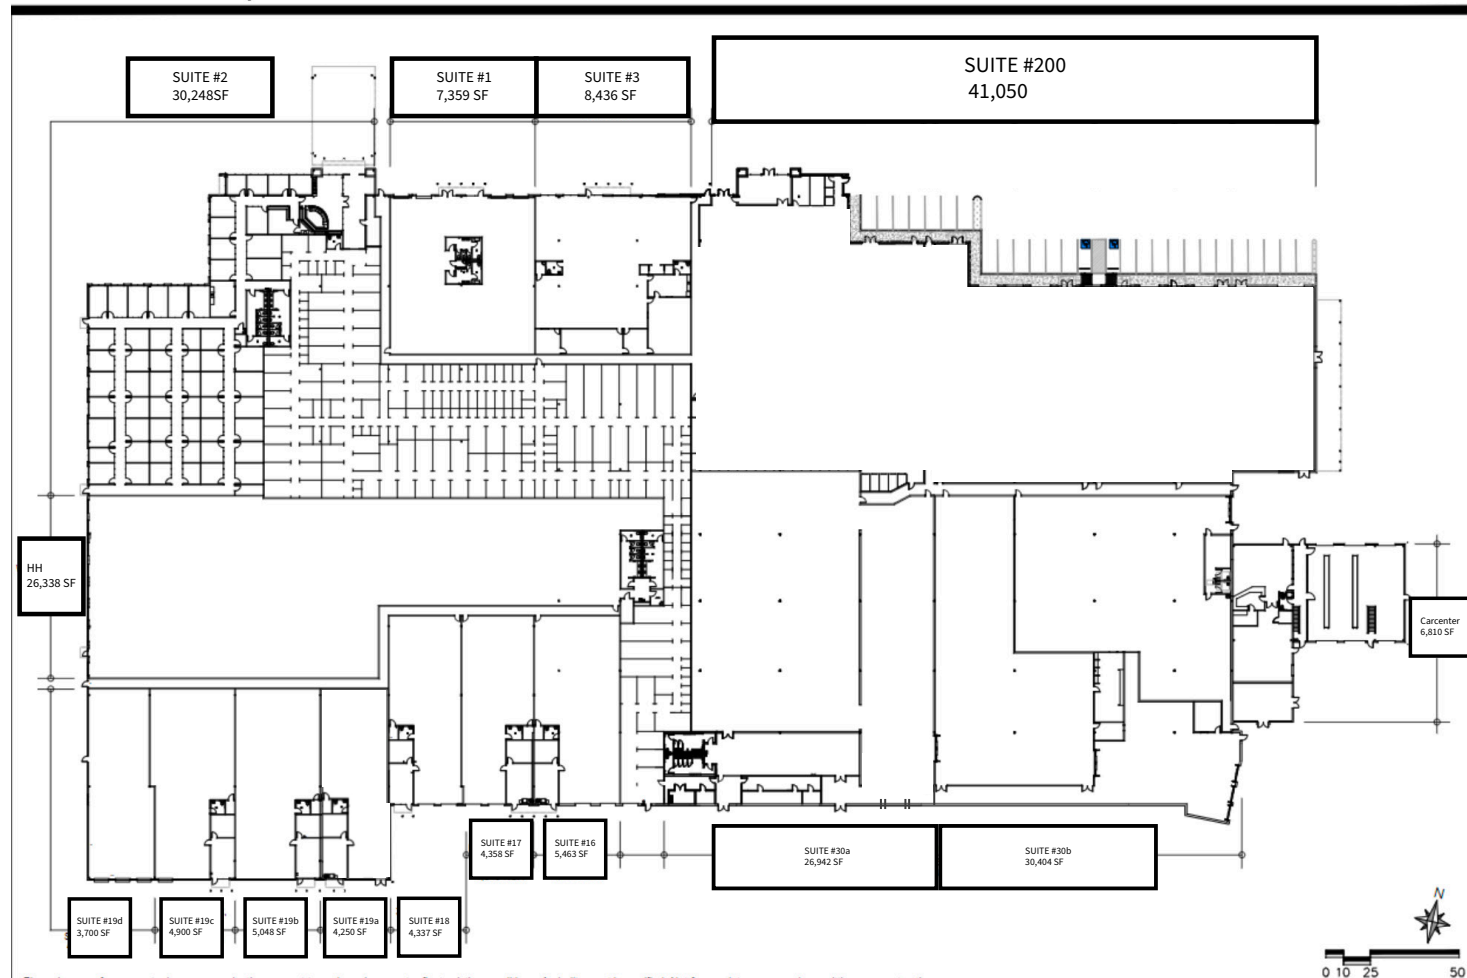 SUITE #2
30,248SF
SUITE #1
7,359 SF
SUITE #3
8,436 SF
SUITE #200
41,050
HH
26,338 SF
Carcenter
6,810 SF
SUITE #17
4,358 SF
SUITE #16
5,463 SF
SUITE #30a
26,942 SF
SUITE #30b
30,404 SF
SUITE #19d
3,700 SF
SUITE #19c
4,900 SF
SUITE #19b
5,048 SF
SUITE #19a
4,250 SF
SUITE #18
4,337 SF
N
0 10 25 50